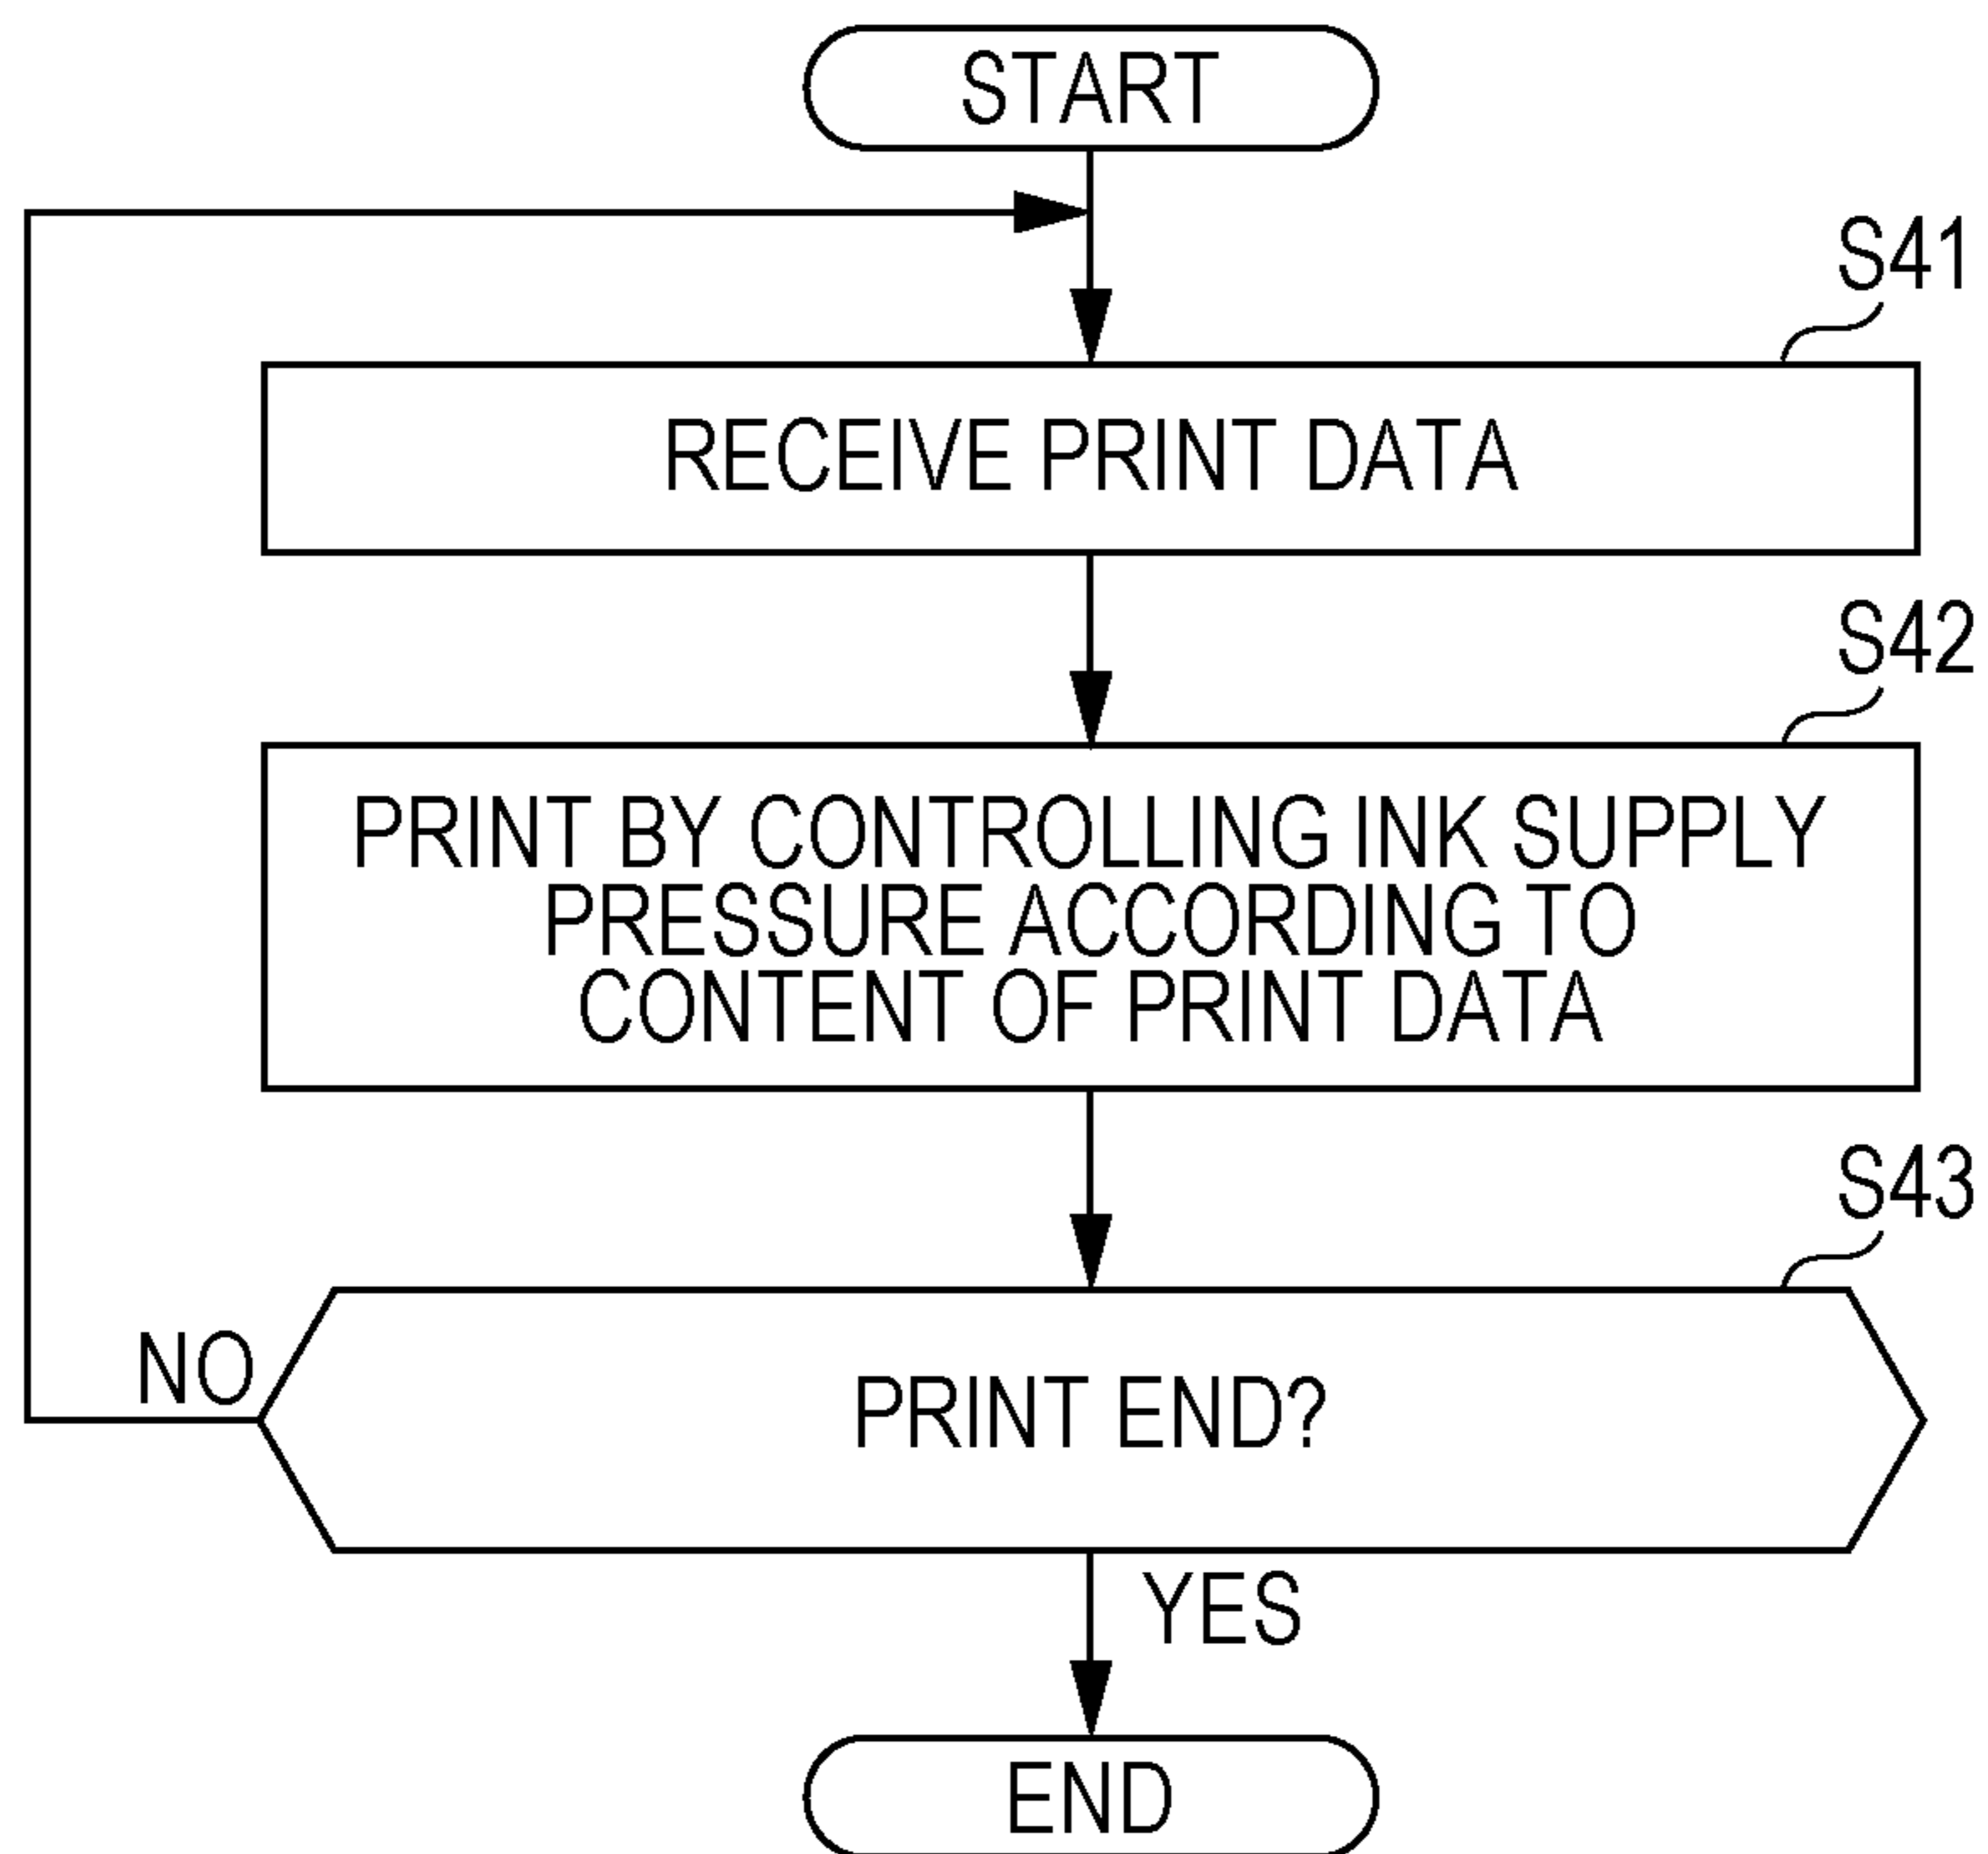 START
S41
RECEIVE PRINT DATA
S42
PRINT BY CONTROLLING INK SUPPLY
PRESSURE ACCORDING TO
CONTENT OF PRINT DATA
S43
NO
PRINT END?
YES
END